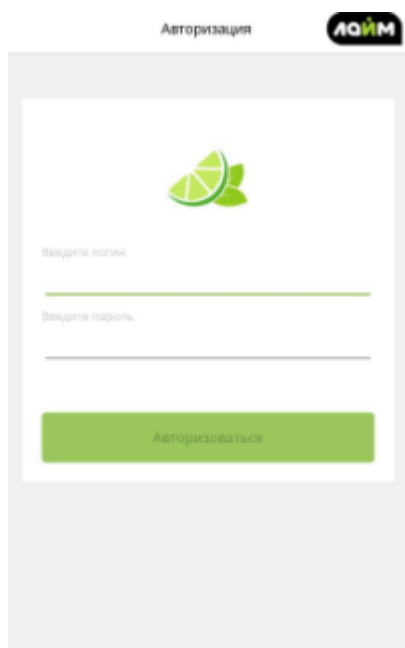 Авторизация
лайм
Введите логин
Введите пароль
Авторизоваться